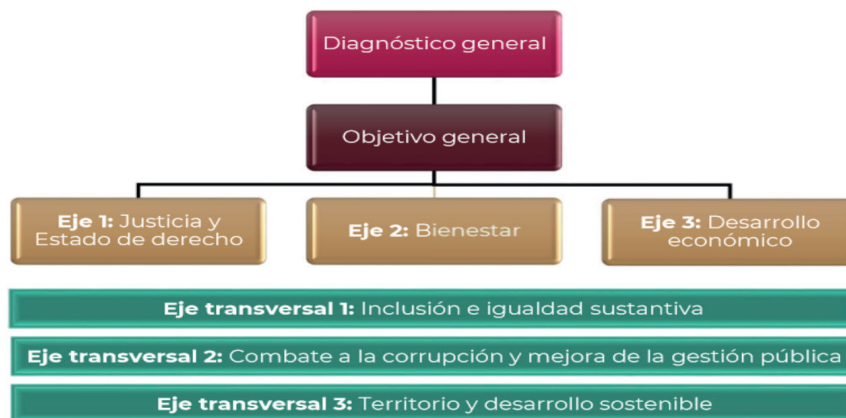 Diagnóstico general
Objetivo general
Eje 1: Justicia y
Estado de derecho
Eje 2: Bienestar
Eje 3: Desarrollo
económico
Eje transversal 1: Inclusión e igualdad sustantiva
Eje transversal 2: Combate a la corrupción y mejora de la gestión pública
Eje transversal 3: Territorio y desarrollo sostenible